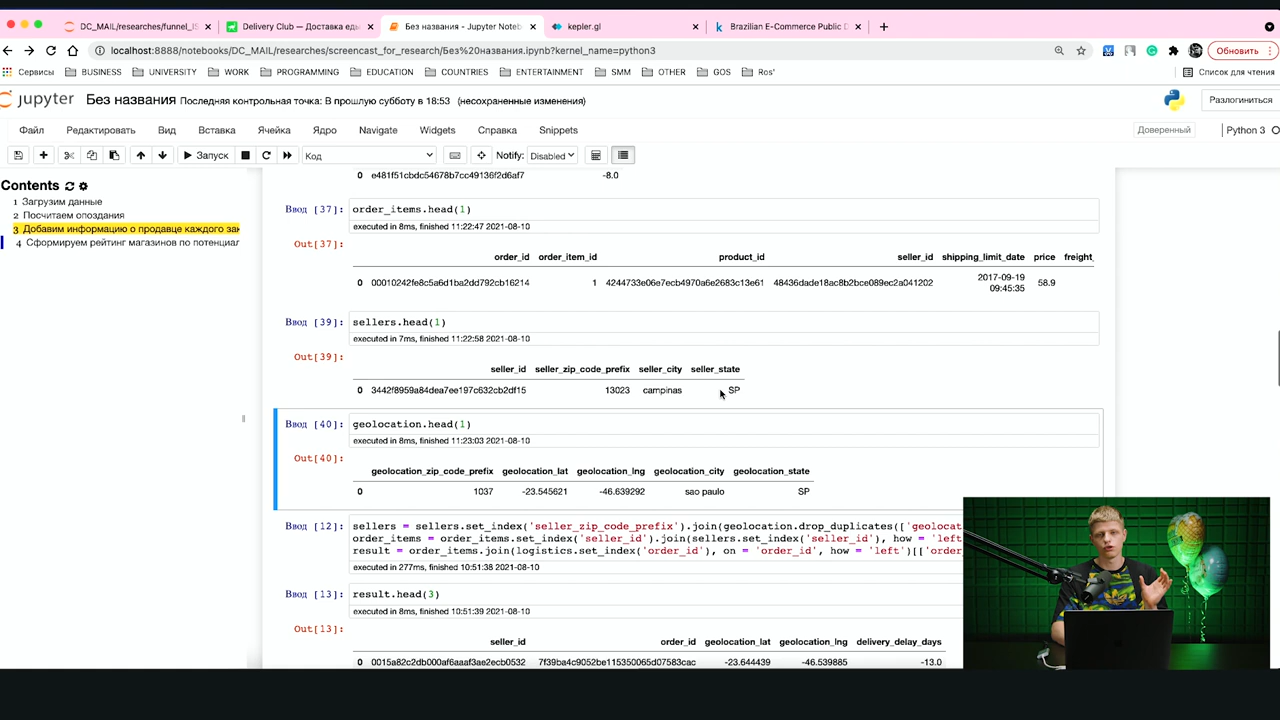 DC_MAIL/researches/funnel_IS
Delivery Club — Доставка еды
Без названия - Jupyter Noteb
kepler.gl
Brazilian E-Commerce Public D
localhost:8888/notebooks/DC_MAIL/researches/screencast_for_research/Без%20названия.ipynb?kernel_name=python3
Обновить
Сервисы BUSINESS UNIVERSITY WORK PROGRAMMING EDUCATION COUNTRIES ENTERTAINMENT SMM OTHER GOS Ros' Список для чтения
jupyter Без названия Последняя контрольная точка: В прошлую субботу в 18:53 (несохраненные изменения)
Разлогиниться
Файл Редактировать Вид Вставка Ячейка Ядро Navigate Widgets Справка Snippets
Доверенный Python 3
Запуск Код Notify: Disabled
Contents
1 Загрузим данные
2 Посчитаем опоздания
3 Добавим информацию о продавце каждого зак
4 Сформируем рейтинг магазинов по потенциал
0 e481f51cbdc54678b7cc49136f2d6af7 -8.0
Ввод [37]: order_items.head(1)
executed in 8ms, finished 11:22:47 2021-08-10
Out[37]:
order_id order_item_id product_id seller_id shipping_limit_date price freight_
0 00010242fe8c5a6d1ba2dd792cb16214 1 4244733e06e7ecb4970a6e2683c13e61 48436dade18ac8b2bce089ec2a041202 2017-09-19 09:45:35 58.9
Ввод [39]: sellers.head(1)
executed in 7ms, finished 11:22:58 2021-08-10
Out[39]:
seller_id seller_zip_code_prefix seller_city seller_state
0 3442f8959a84dea7ee197c632cb2df15 13023 campinas SP
Ввод [40]: geolocation.head(1)
executed in 8ms, finished 11:23:03 2021-08-10
Out[40]:
geolocation_zip_code_prefix geolocation_lat geolocation_lng geolocation_city geolocation_state
0 1037 -23.545621 -46.639292 sao paulo SP
Ввод [12]: sellers = sellers.set_index('seller_zip_code_prefix').join(geolocation.drop_duplicates(['geolocat
order_items = order_items.set_index('seller_id').join(sellers.set_index('seller_id'), how = 'left
result = order_items.join(logistics.set_index('order_id'), on = 'order_id', how = 'left')[['order
executed in 277ms, finished 10:51:38 2021-08-10
Ввод [13]: result.head(3)
executed in 8ms, finished 10:51:39 2021-08-10
Out[13]:
seller_id order_id geolocation_lat geolocation_lng delivery_delay_days
0 0015a82c2db000af6aaaf3ae2ecb0532 7f39ba4c9052be115350065d07583cac -23.644439 -46.539885 -13.0